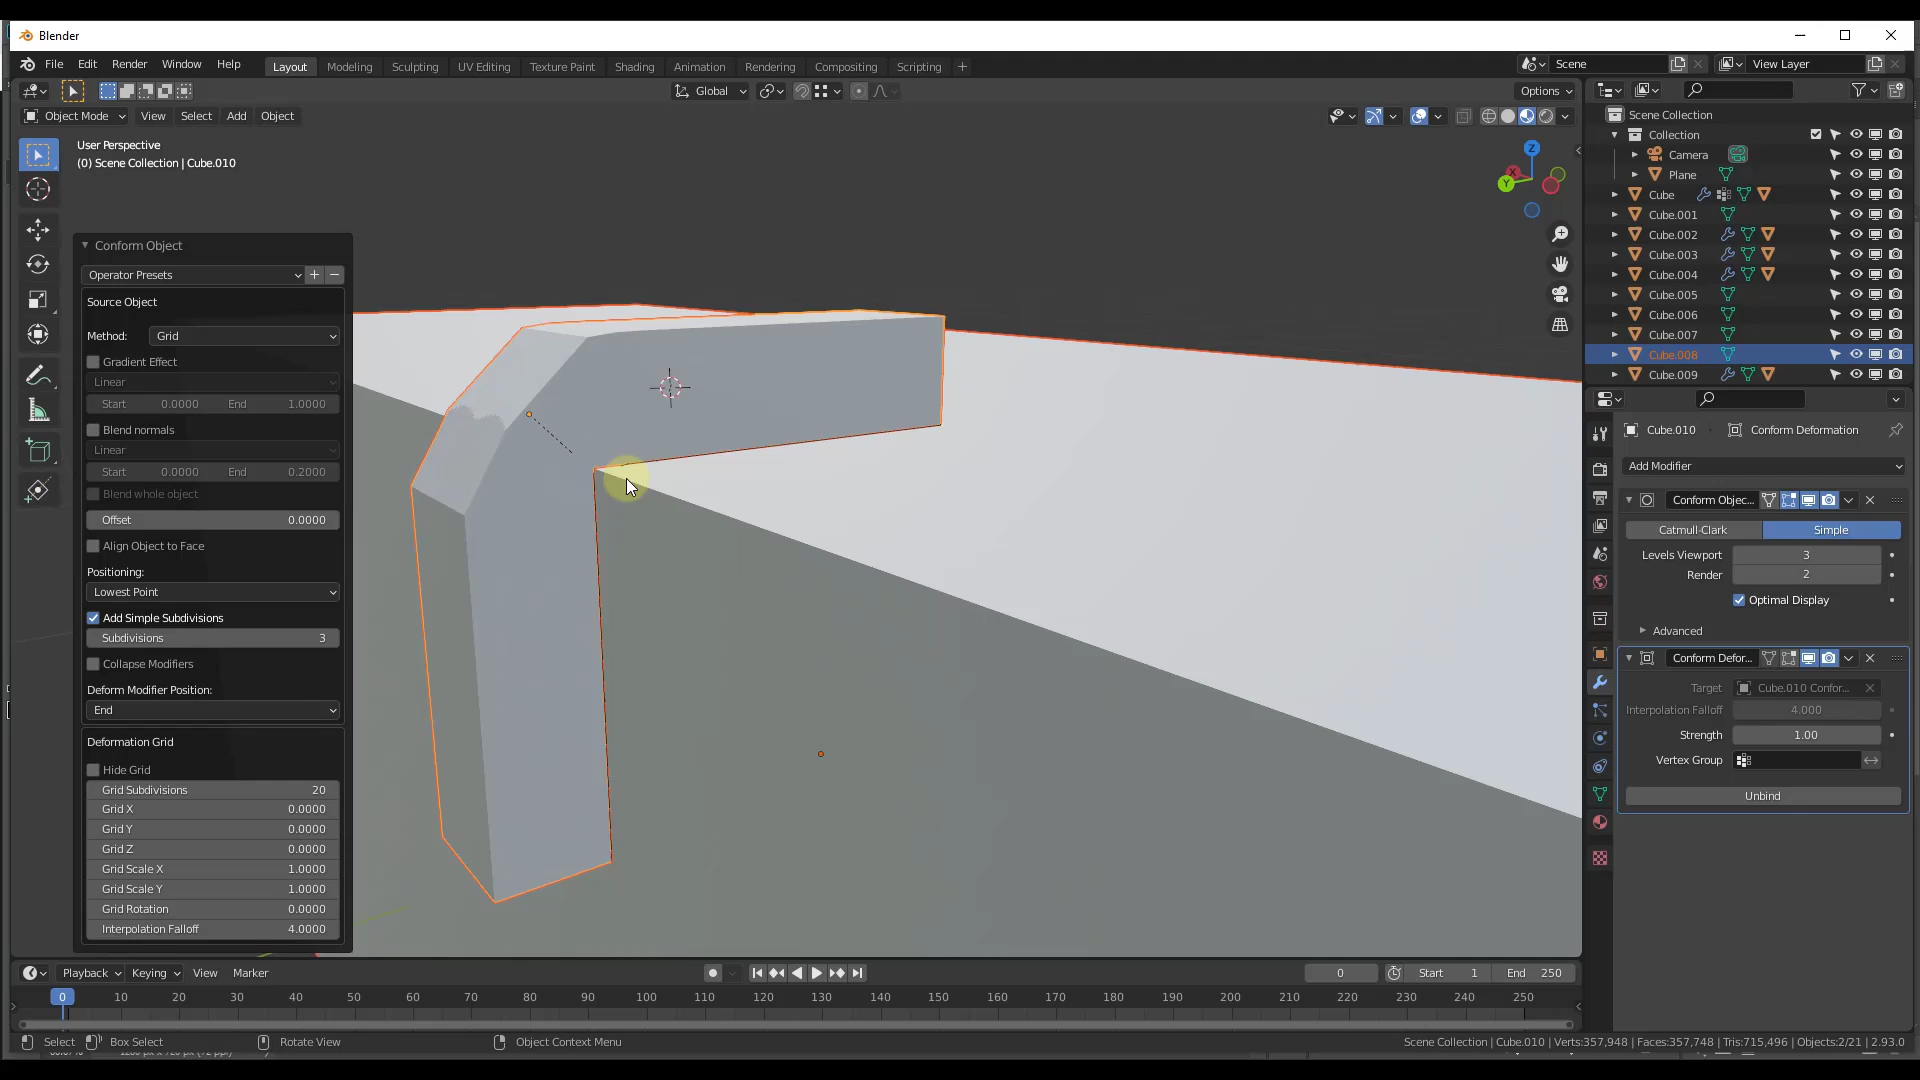 Blender
File Edit Render Window Help
Layout Modeling Sculpting UV Editing Texture Paint Shading Animation Rendering Compositing Scripting
Scene
View Layer
Global
Options
Object Mode View Select Add Object
User Perspective
(0) Scene Collection | Cube.010
Z
X
Y
Conform Object
Operator Presets
Source Object
Method: Grid
Gradient Effect
Linear
Start 0.0000 End 1.0000
Blend normals
Linear
Start 0.0000 End 0.2000
Blend whole object
Offset 0.0000
Align Object to Face
Positioning:
Lowest Point
Add Simple Subdivisions
Subdivisions 3
Collapse Modifiers
Deform Modifier Position:
End
Deformation Grid
Hide Grid
Grid Subdivisions 20
Grid X 0.0000
Grid Y 0.0000
Grid Z 0.0000
Grid Scale X 1.0000
Grid Scale Y 1.0000
Grid Rotation 0.0000
Interpolation Falloff 4.0000
Scene Collection
Collection
Camera
Plane
Cube
Cube.001
Cube.002
Cube.003
Cube.004
Cube.005
Cube.006
Cube.007
Cube.008
Cube.009
Cube.010 Conform Deformation
Add Modifier
Conform Objec...
Catmull-Clark Simple
Levels Viewport 3
Render 2
Optimal Display
Advanced
Conform Defor...
Target Cube.010 Confor...
Interpolation Falloff 4.000
Strength 1.00
Vertex Group
Unbind
Playback Keying View Marker
0 Start 1 End 250
0 10 20 30 40 50 60 70 80 90 100 110 120 130 140 150 160 170 180 190 200 210 220 230 240 250
Select Box Select Rotate View Object Context Menu
Scene Collection | Cube.010 | Verts:357,948 | Faces:357,748 | Tris:715,496 | Objects:2/21 | 2.93.0